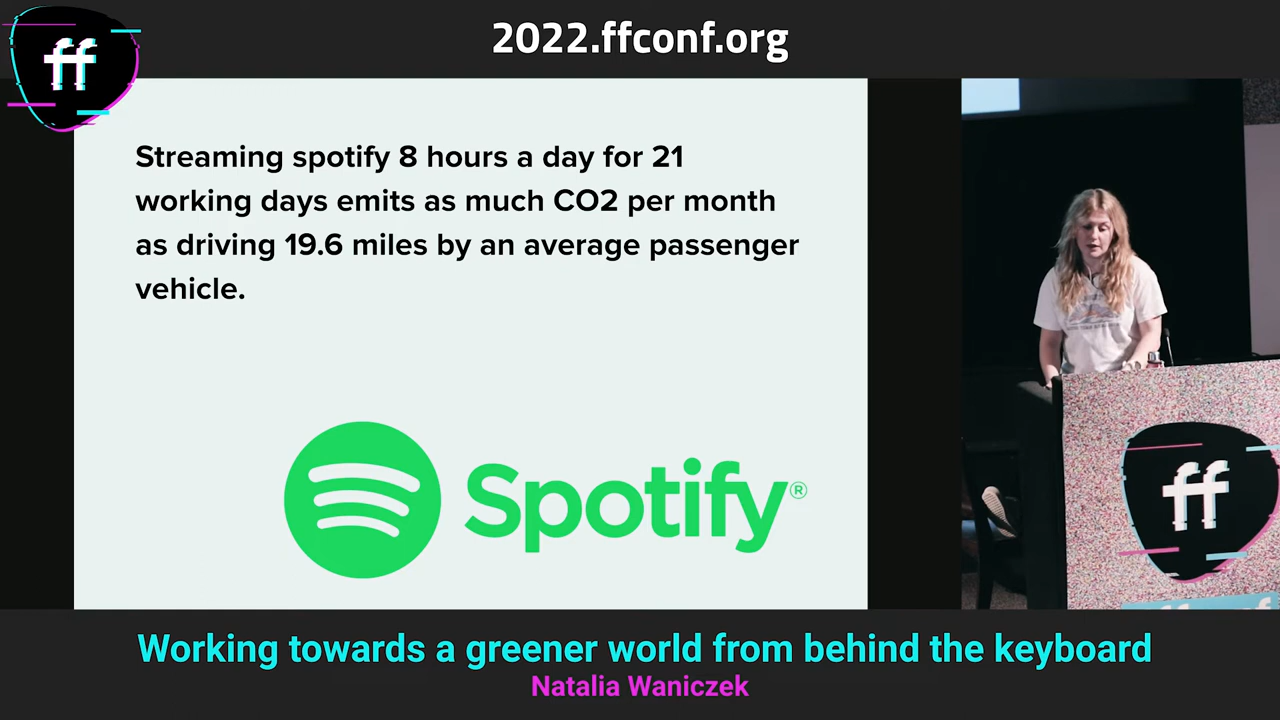 2022.ffconf.org
ff
Streaming spotify 8 hours a day for 21
working days emits as much CO2 per month
as driving 19.6 miles by an average passenger
vehicle.
Spotify®
ff
Working towards a greener world from behind the keyboard
Natalia Waniczek